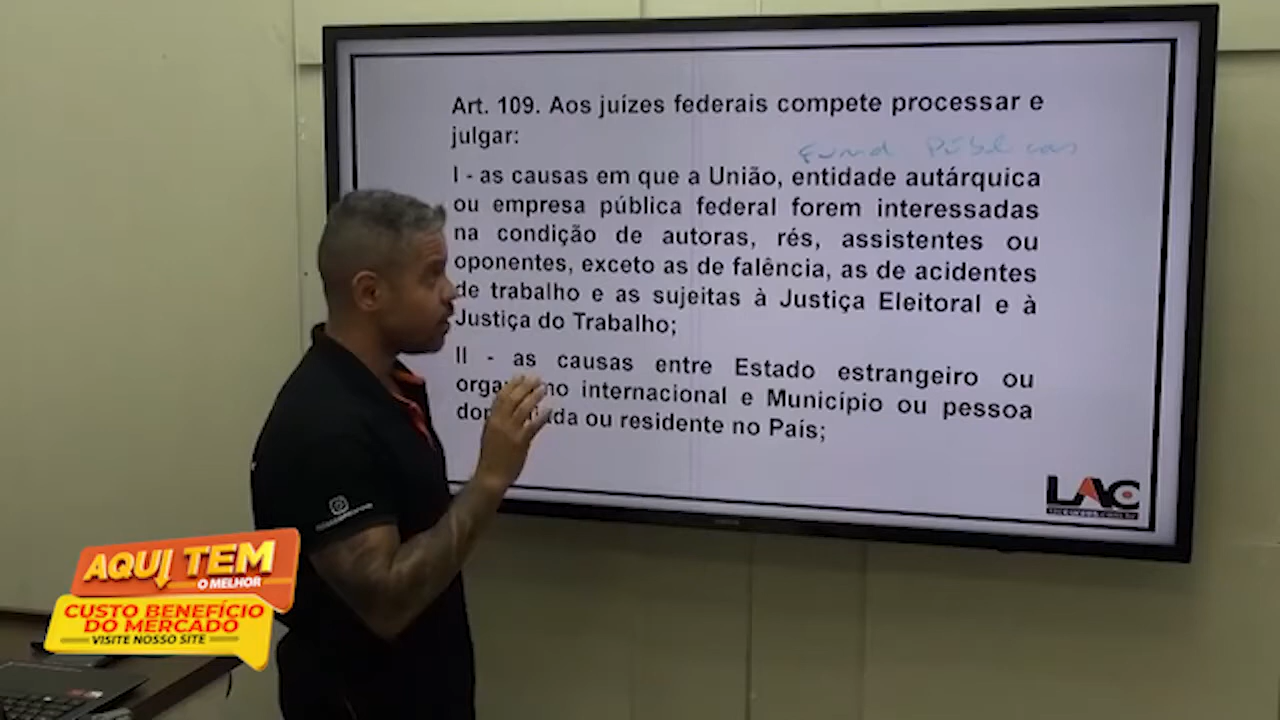 Art. 109. Aos juízes federais compete processar e
julgar:
Fund Públicas
I - as causas em que a União, entidade autárquica
ou empresa pública federal forem interessadas
na condição de autoras, rés, assistentes ou
oponentes, exceto as de falência, as de acidentes
de trabalho e as sujeitas à Justiça Eleitoral e à
Justiça do Trabalho;
II - as causas entre Estado estrangeiro ou
internacional e Município ou pessoa
ou residente no País;
LAC
AQUI TEM
O MELHOR
CUSTO BENEFÍCIO
DO MERCADO
VISITE NOSSO SITE